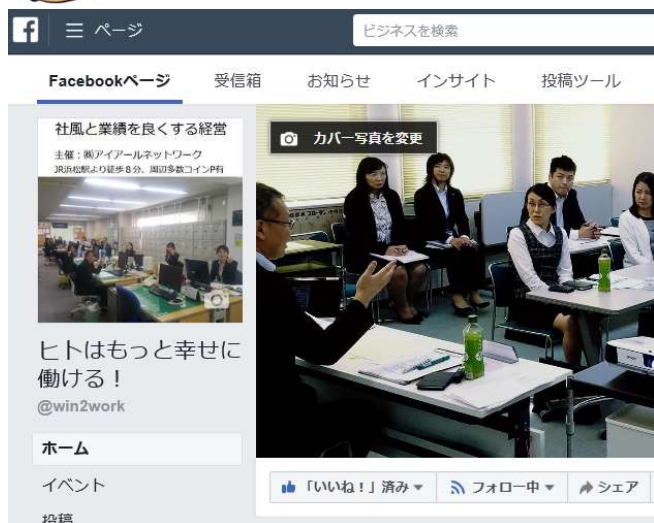 f
ページ
ビジネスを検索
Facebookページ
受信箱
お知らせ
インサイト
投稿ツール
社風と業績を良くする経営
主催:㈱アイアールネットワーク
JR浜松駅より徒歩8分、周辺多数コインP有
カバー写真を変更
ヒトはもっと幸せに
働ける!
@win2work
ホーム
イベント
投稿
「いいね!」済み
フォロー中
シェア